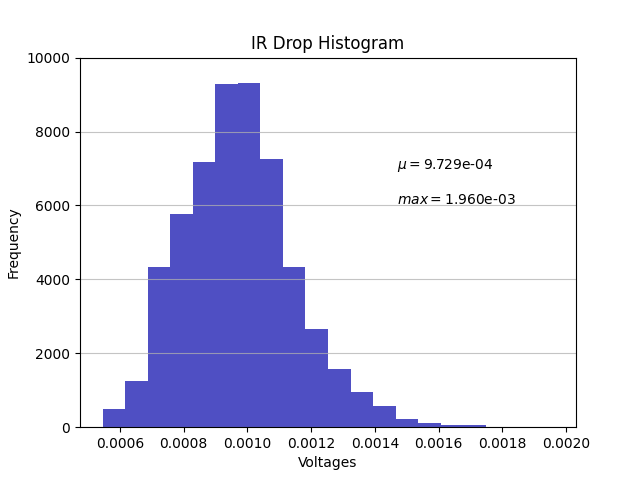 IR Drop Histogram
10000
8000
6000
4000
2000
0
Frequency
μ = 9.729e-04
max = 1.960e-03
0.0006 0.0008 0.0010 0.0012 0.0014 0.0016 0.0018 0.0020
Voltages